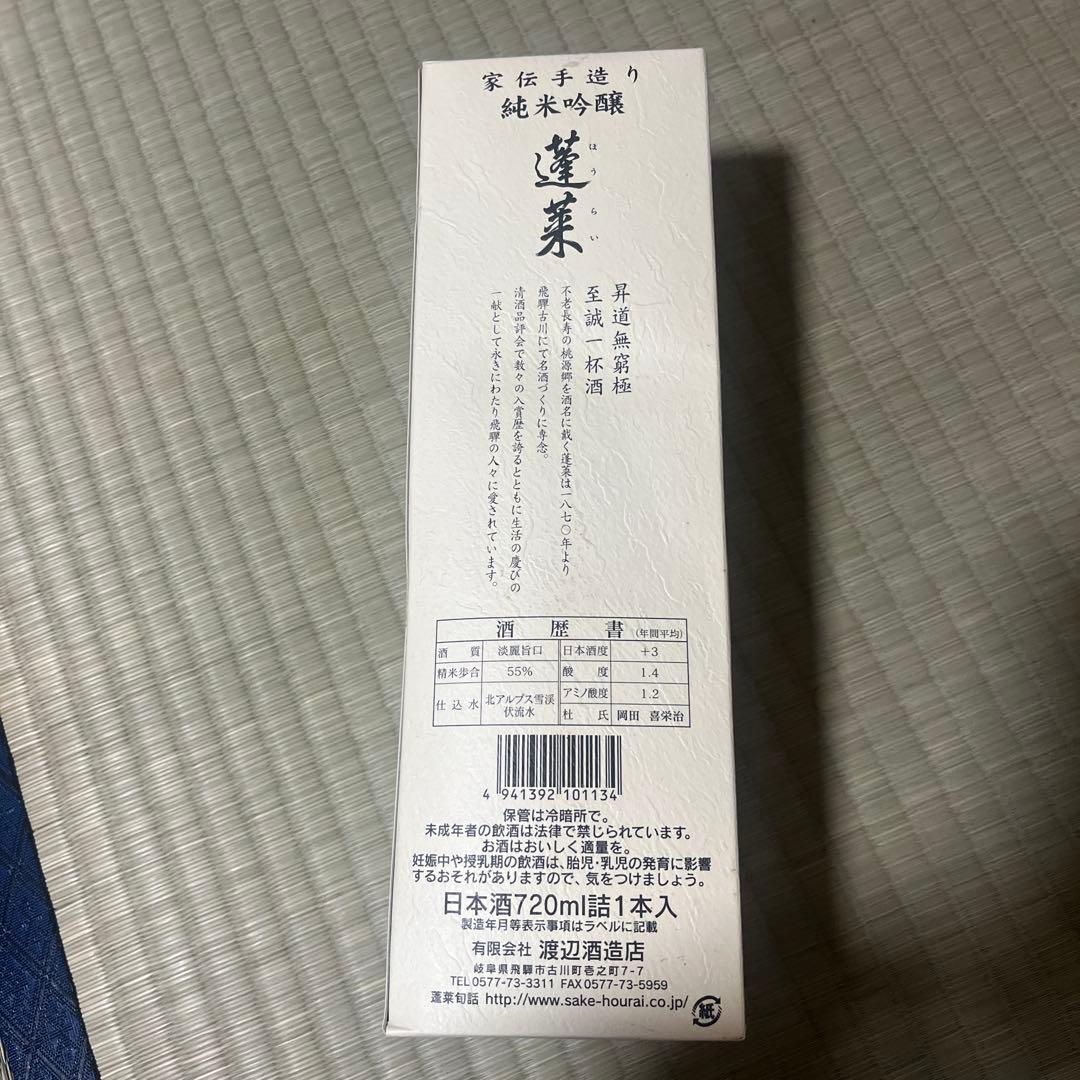 家伝手造り
純米吟醸
蓬莱
ほうらい
昇道無窮極
至誠一杯酒
不老長寿の桃源郷を酒名に戴く蓬莱は一八七〇年より
飛騨古川にて名酒づくりに専念。
清酒品評会で数々の入賞歴を誇るとともに生活の慶びの
一献として永きにわたり飛騨の人々に愛されています。
酒歴書(年間平均)
酒質 淡麗旨口 日本酒度 +3
精米歩合 55% 酸度 1.4
仕込水 北アルプス雪渓伏流水 アミノ酸度 1.2
杜氏 岡田 喜栄治
4 941392 101134
保管は冷暗所で。
未成年者の飲酒は法律で禁じられています。
お酒はおいしく適量を。
妊娠中や授乳期の飲酒は、胎児・乳児の発育に影響
するおそれがありますので、気をつけましょう。
日本酒720ml詰1本入
製造年月等表示事項はラベルに記載
有限会社 渡辺酒造店
岐阜県飛騨市古川町壱之町7-7
TEL0577-73-3311 FAX0577-73-5959
蓬莱旬話 http://www.sake-hourai.co.jp/
紙